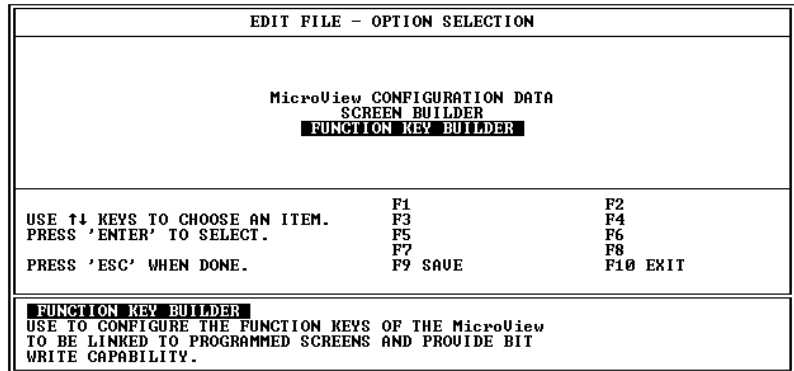 EDIT FILE - OPTION SELECTION
MicroView CONFIGURATION DATA
SCREEN BUILDER
FUNCTION KEY BUILDER
F1 F2
USE ↑↓ KEYS TO CHOOSE AN ITEM. F3 F4
PRESS 'ENTER' TO SELECT. F5 F6
F7 F8
PRESS 'ESC' WHEN DONE. F9 SAVE F10 EXIT
FUNCTION KEY BUILDER
USE TO CONFIGURE THE FUNCTION KEYS OF THE MicroView
TO BE LINKED TO PROGRAMMED SCREENS AND PROVIDE BIT
WRITE CAPABILITY.